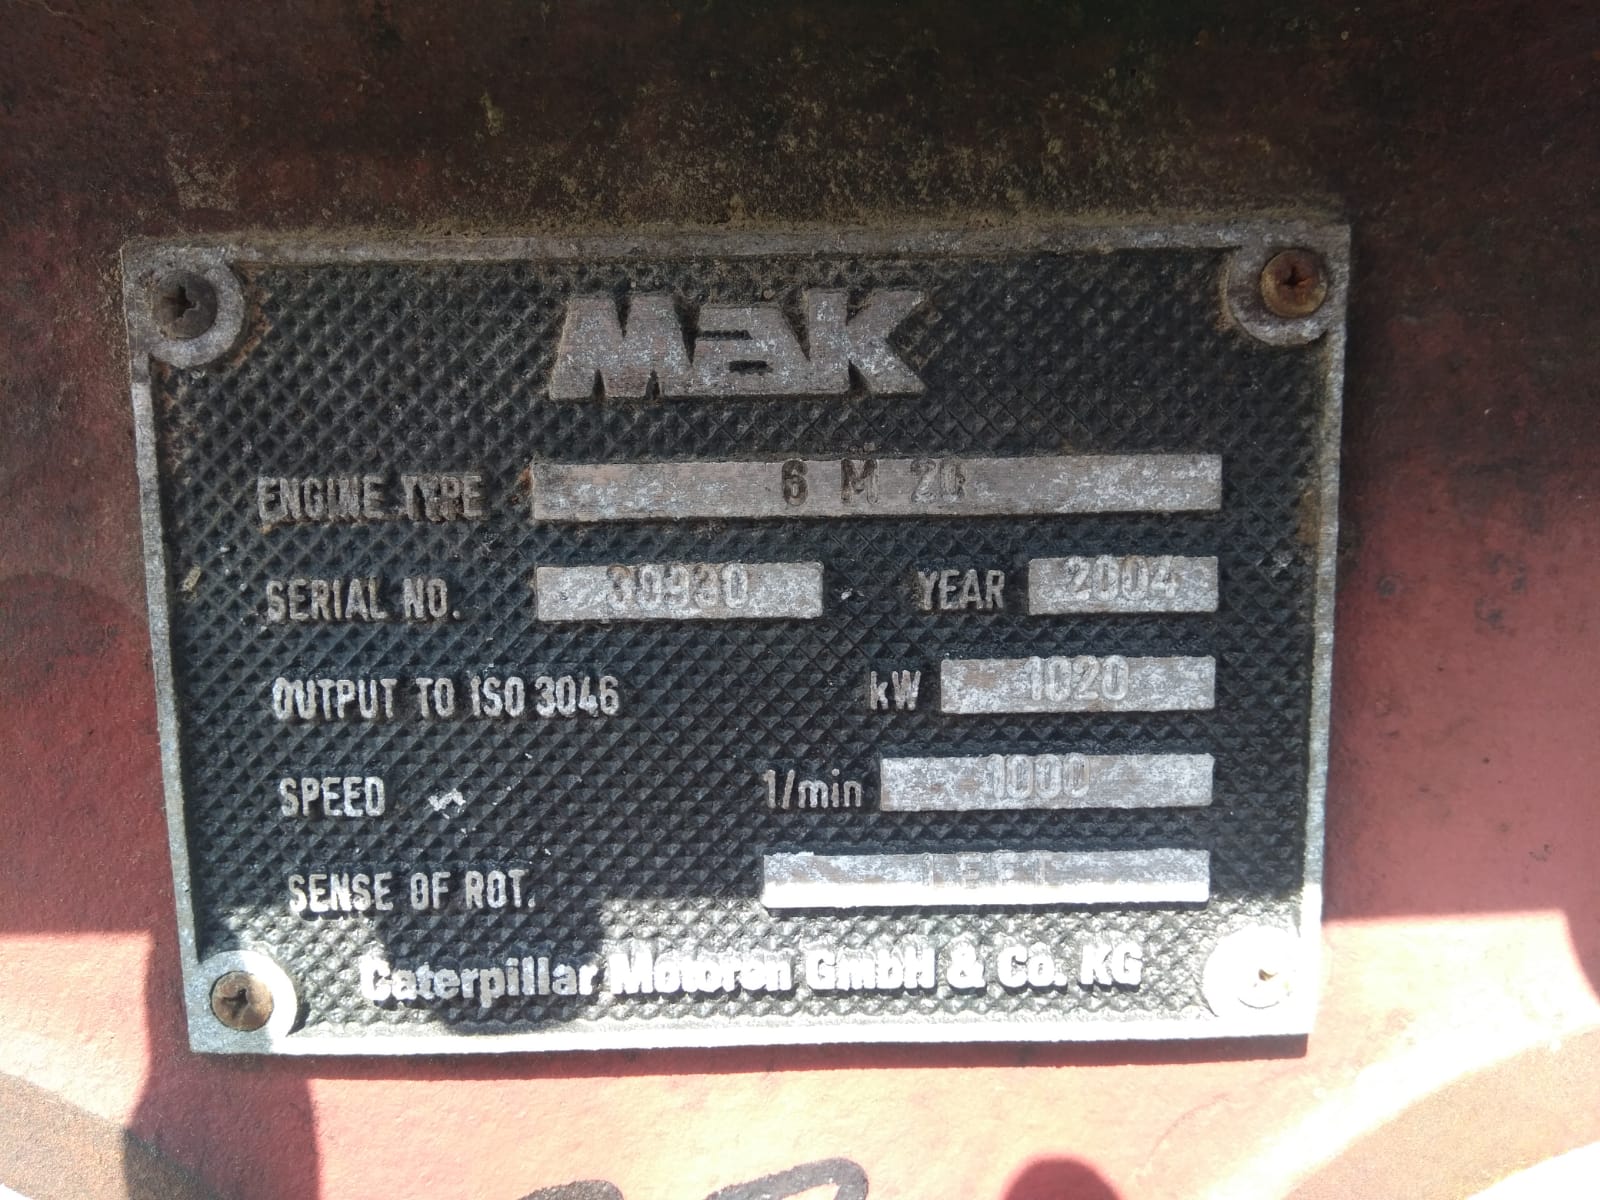 MaK
ENGINE TYPE 6 M 20
SERIAL NO. 30930 YEAR 2004
OUTPUT TO ISO 3046 kW 1020
SPEED 1/min 1000
SENSE OF ROT. LEFT
Caterpillar Motoren GmbH & Co. KG